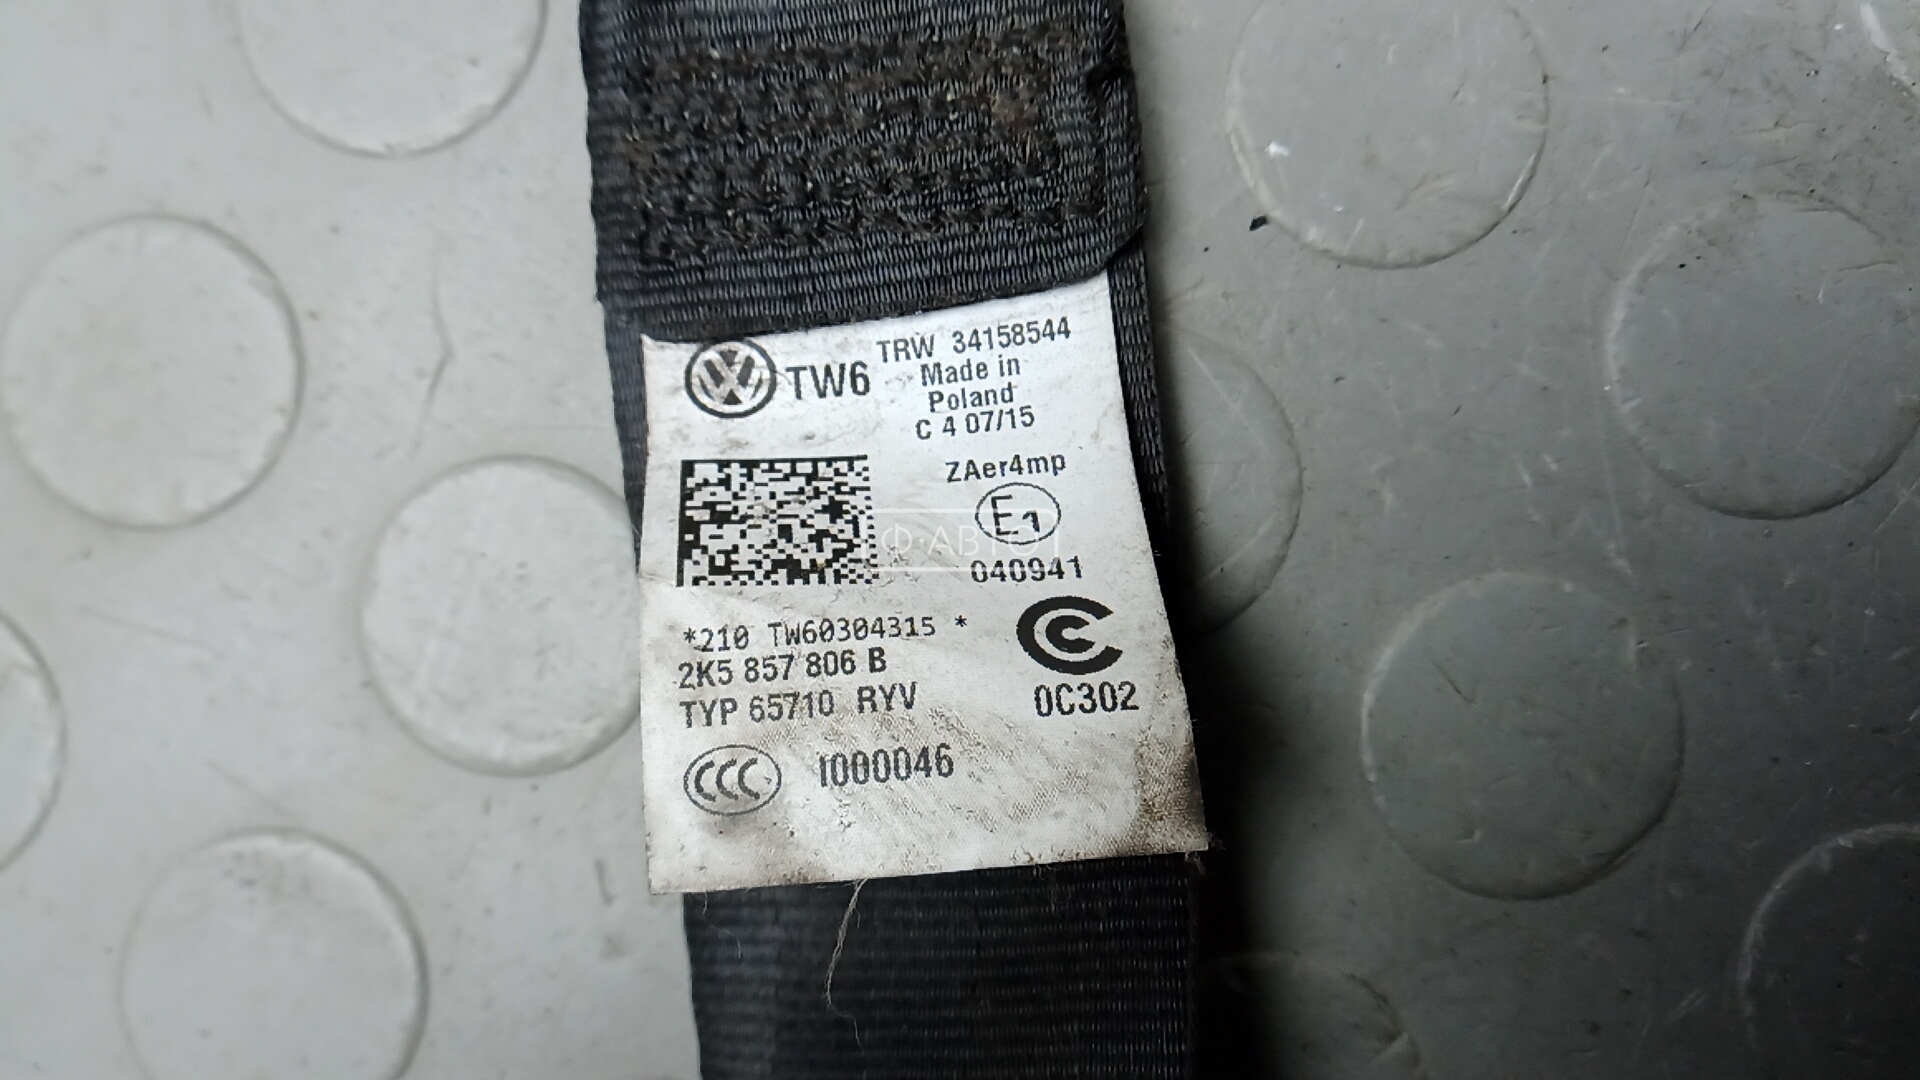 TW6
TRW 34158544
Made in
Poland
C 4 07/15
ZAer4mp
E1
040941
Ф-АВТО
*210 TW60304315 *
2K5 857 806 B
TYP 65710 RYV
0C302
CCC
I000046